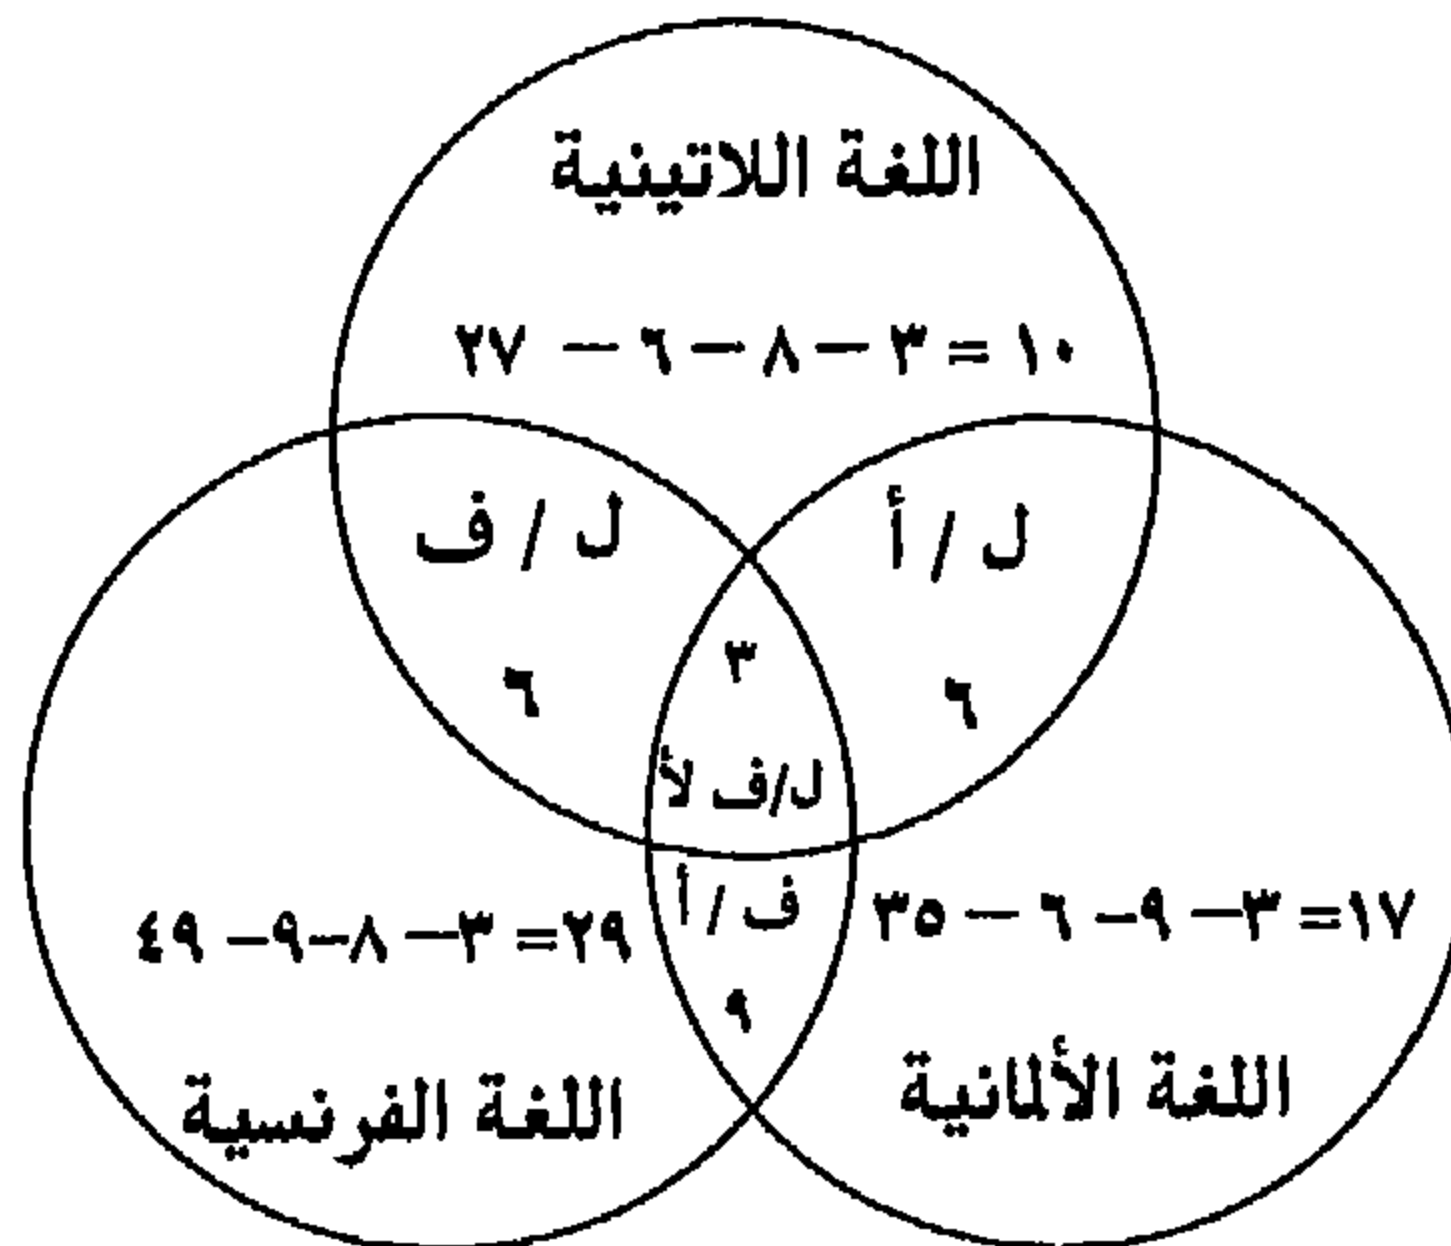 اللغة اللاتينية
٢٧ – ٦ – ٨ – ٣ = ١٠
ل / ف
ل / أ
٣
٦
٦
ل/ف لأ
ف / أ
٤٩ –٩–٨ –٣ =٢٩
٣٥ – ٦ –٩ –٣ =١٧
٩
اللغة الفرنسية
اللغة الألمانية